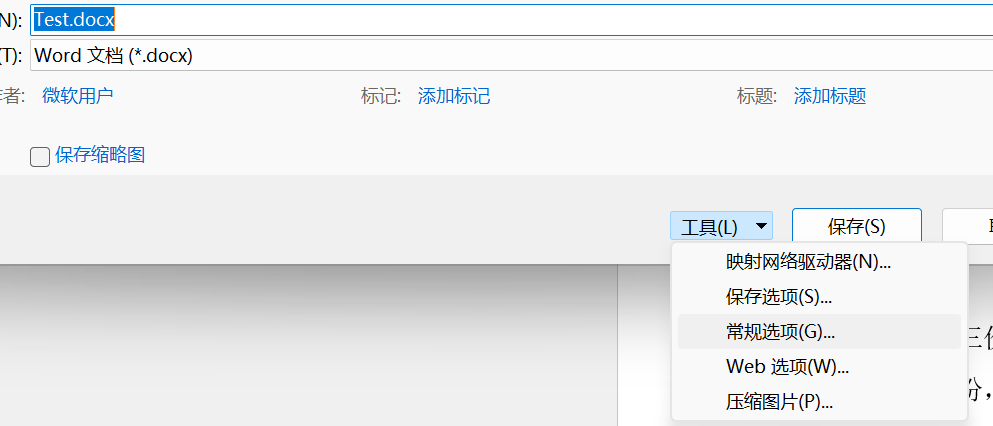 N): Test.docx
(T): Word 文档 (*.docx)
者: 微软用户 标记: 添加标记 标题: 添加标题
保存缩略图
工具(L) 保存(S)
映射网络驱动器(N)...
保存选项(S)...
常规选项(G)...
Web 选项(W)...
份，
压缩图片(P)...